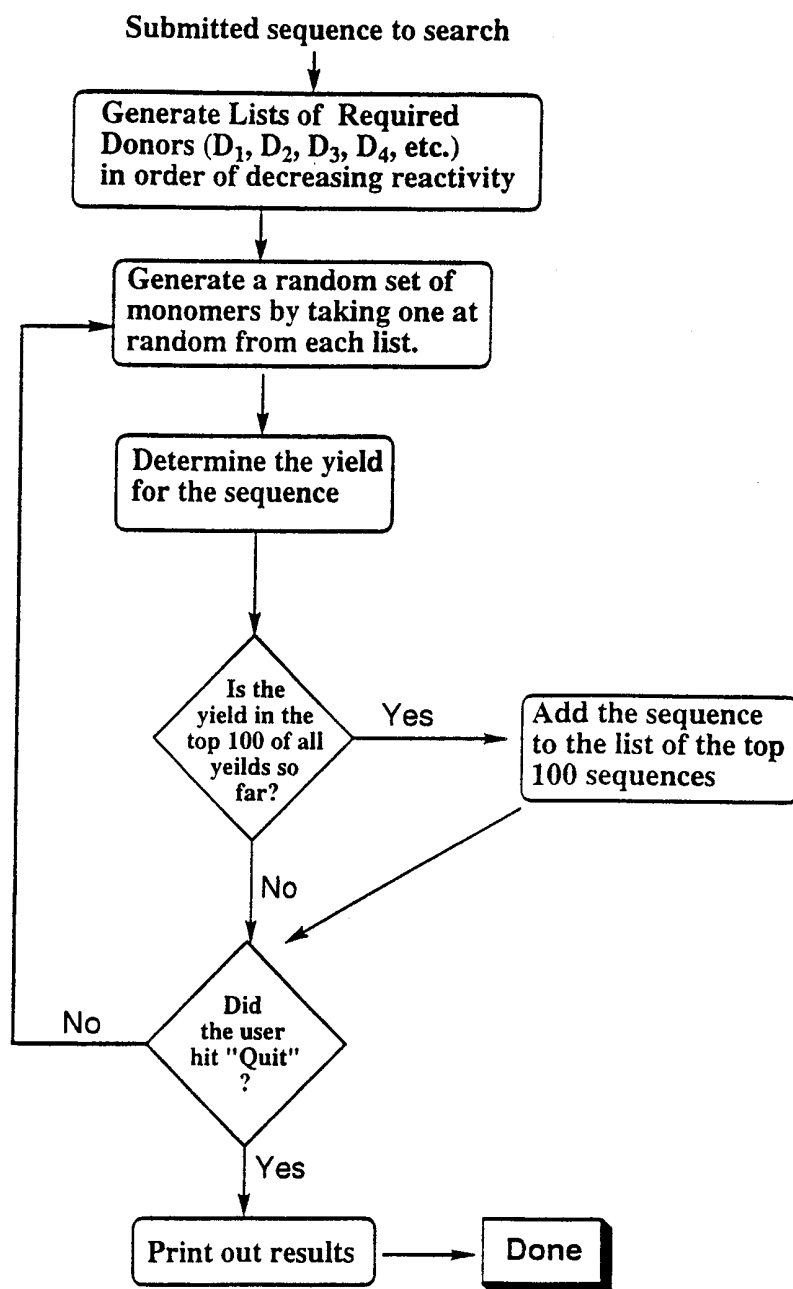 Submitted sequence to search
Generate Lists of Required
Donors (D₁, D₂, D₃, D₄, etc.)
in order of decreasing reactivity
Generate a random set of
monomers by taking one at
random from each list.
Determine the yield
for the sequence
Is the
yield in the
top 100 of all
yeilds so
far?
Yes
Add the sequence
to the list of the top
100 sequences
No
Did
the user
hit "Quit"
?
No
Yes
Print out results
Done